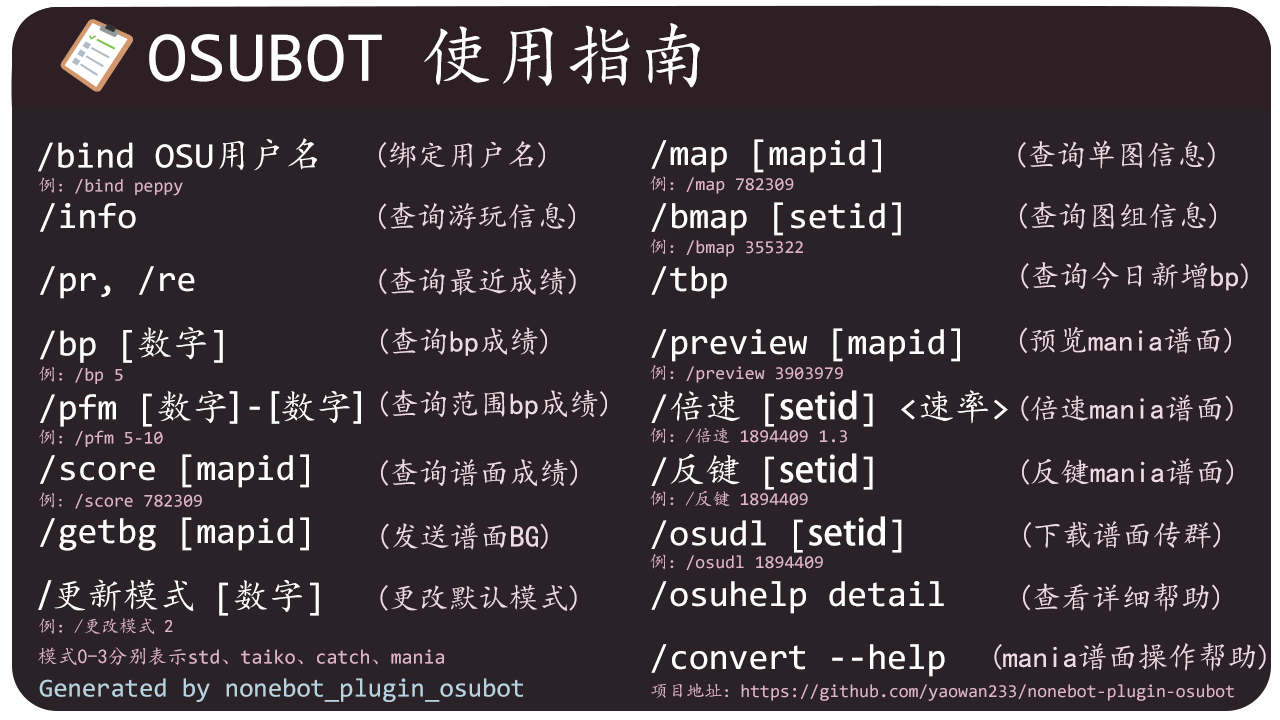 OSUBOT 使用指南
/bind OSU用户名 (绑定用户名)
例: /bind peppy
/info (查询游玩信息)
/pr, /re (查询最近成绩)
/bp [数字] (查询bp成绩)
例: /bp 5
/pfm [数字]-[数字] (查询范围bp成绩)
例: /pfm 5-10
/score [mapid] (查询谱面成绩)
例: /score 782309
/getbg [mapid] (发送谱面BG)
/更新模式 [数字] (更改默认模式)
例: /更改模式 2
模式0-3分别表示std、taiko、catch、mania
Generated by nonebot_plugin_osubot
/map [mapid] (查询单图信息)
例: /map 782309
/bmap [setid] (查询图组信息)
例: /bmap 355322
/tbp (查询今日新增bp)
/preview [mapid] (预览mania谱面)
例: /preview 3903979
/倍速 [setid] <速率> (倍速mania谱面)
例: /倍速 1894409 1.3
/反键 [setid] (反键mania谱面)
例: /反键 1894409
/osudl [setid] (下载谱面传群)
例: /osudl 1894409
/osuhelp detail (查看详细帮助)
/convert --help (mania谱面操作帮助)
项目地址: https://github.com/yaowan233/nonebot-plugin-osubot